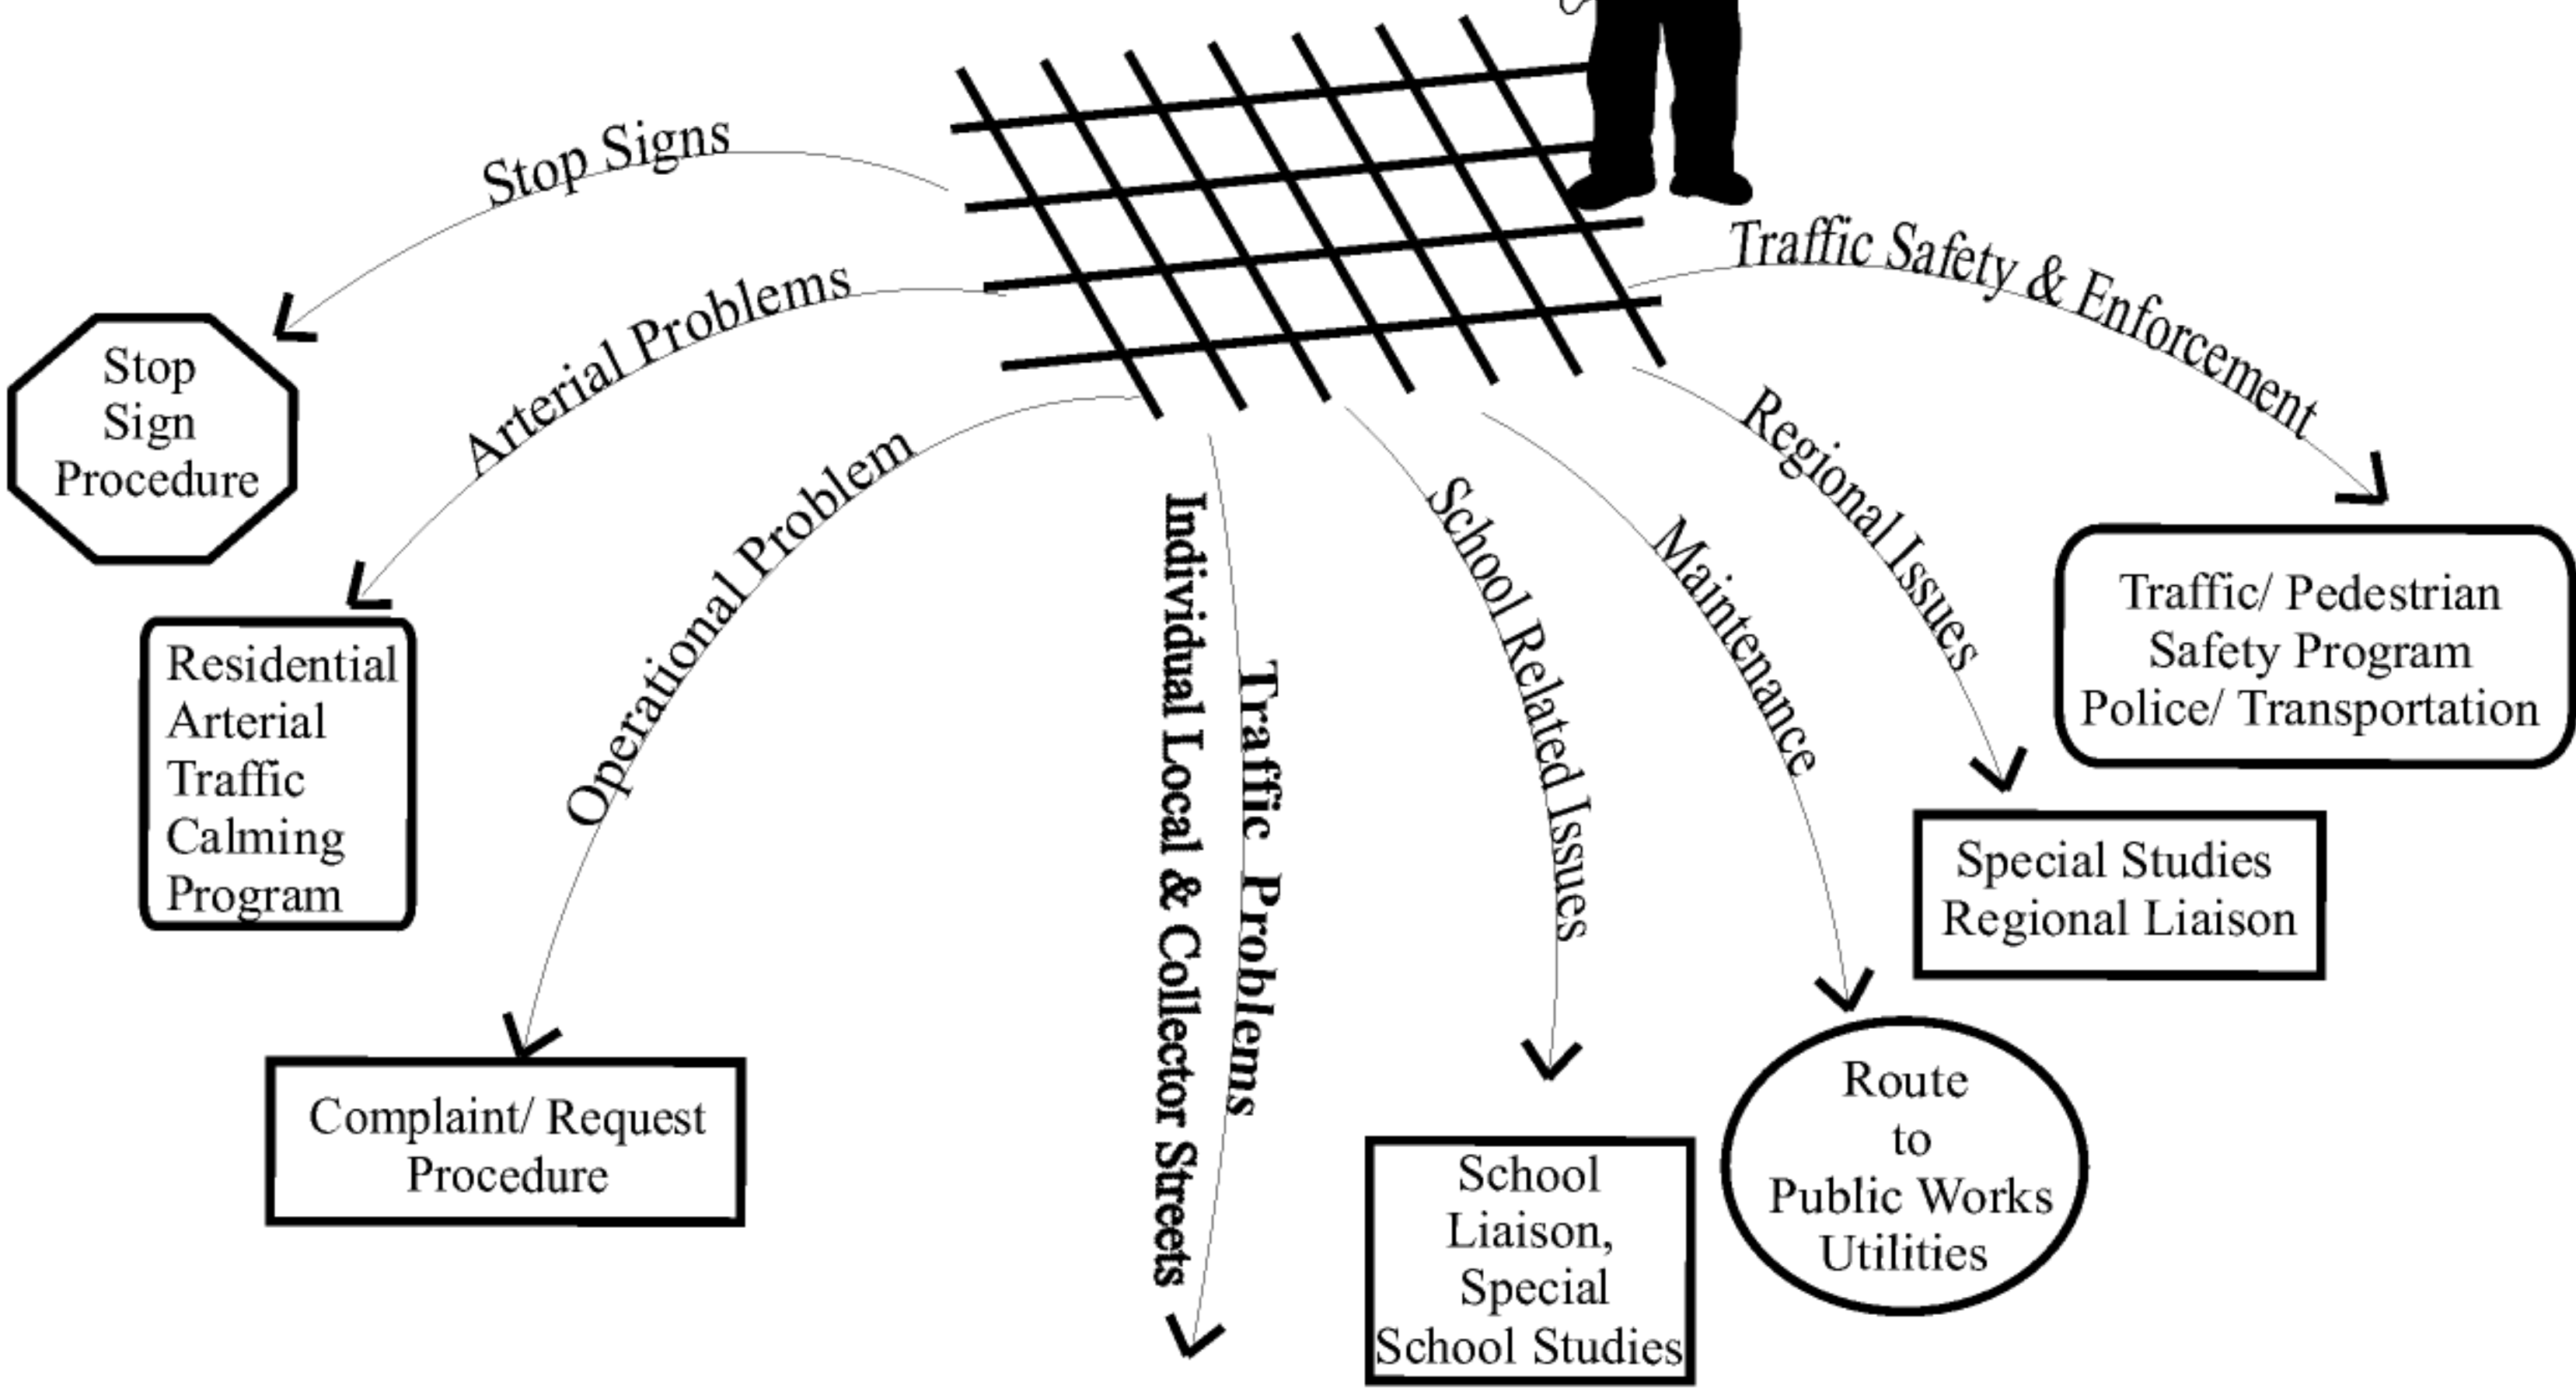 Stop Signs
Traffic Safety & Enforcement
Arterial Problems
Stop
Sign
Procedure
Regional Issues
Operational Problem
School Related Issues
Maintenance
Individual Local & Collector Streets
Traffic Problems
Traffic/ Pedestrian
Safety Program
Police/ Transportation
Residential
Arterial
Traffic
Calming
Program
Special Studies
Regional Liaison
Complaint/ Request
Procedure
Route
to
Public Works
Utilities
School
Liaison,
Special
School Studies